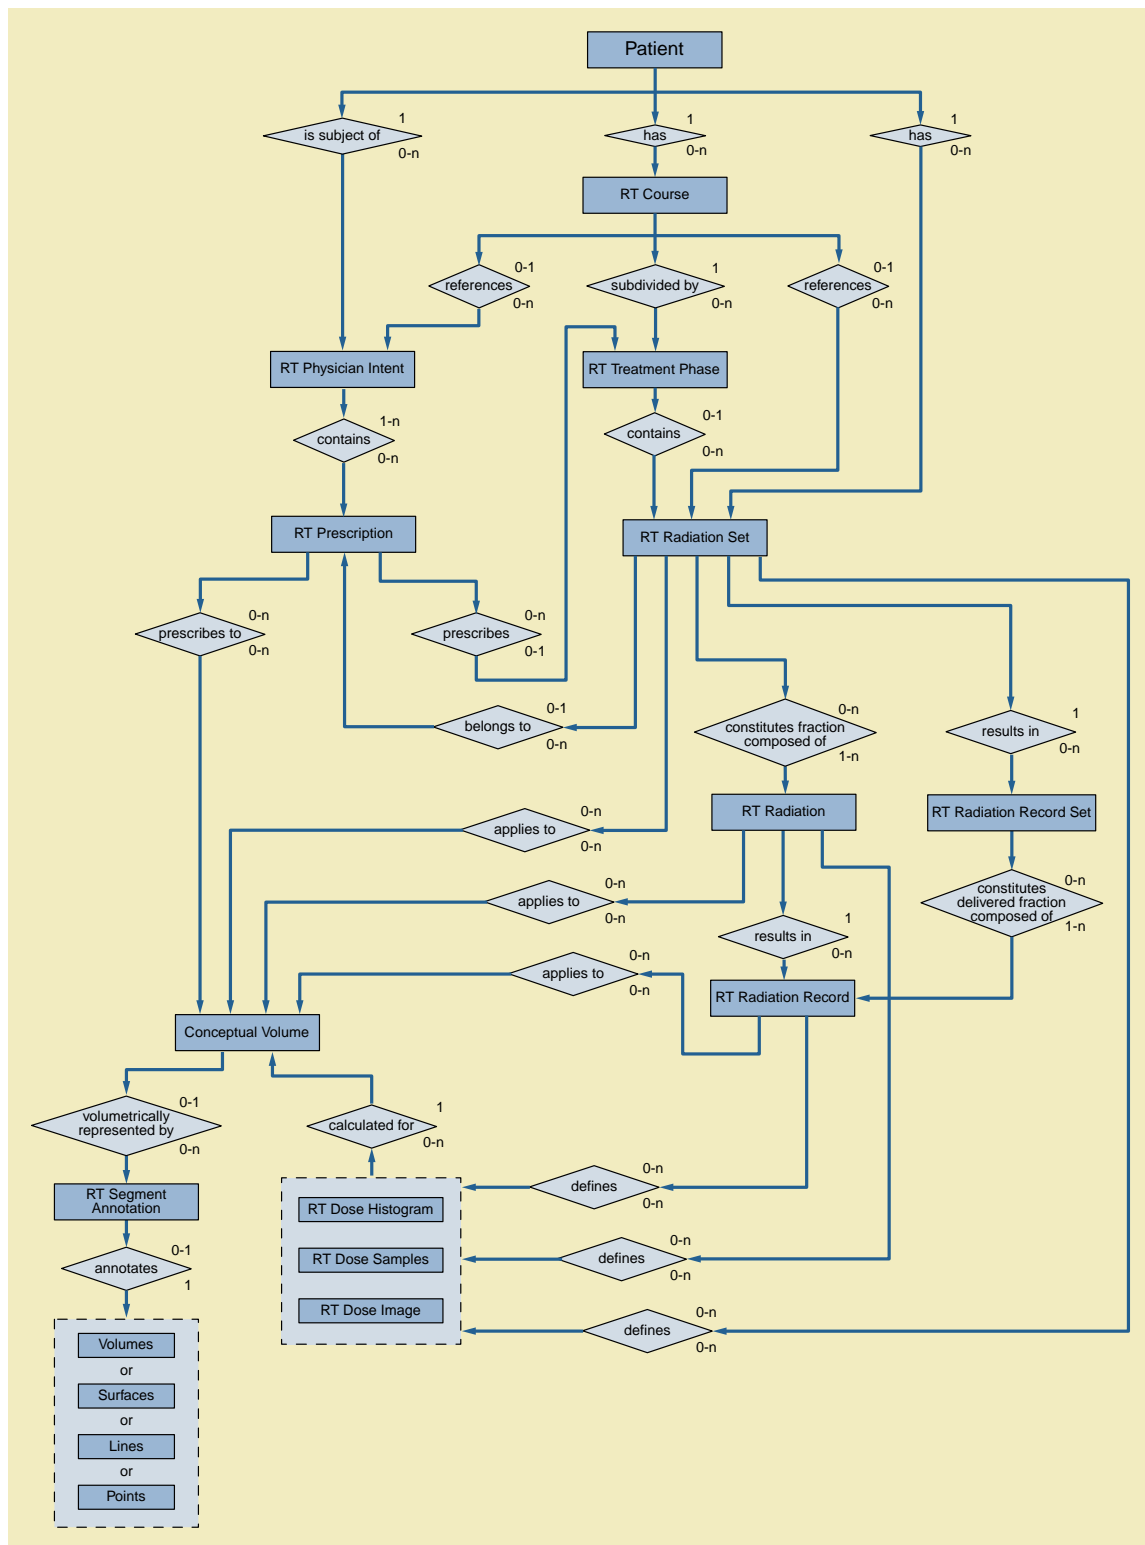 Patient
1
1
1
is subject of
has
has
0-n
0-n
0-n
RT Course
0-1
1
0-1
references
subdivided by
references
0-n
0-n
0-n
RT Physician Intent
RT Treatment Phase
1-n
0-1
contains
contains
0-n
0-n
RT Prescription
RT Radiation Set
0-n
0-n
prescribes to
prescribes
0-n
0-1
0-1
0-n
1
belongs to
constitutes fraction
composed of
results in
0-n
1-n
0-n
RT Radiation
RT Radiation Record Set
0-n
applies to
0-n
0-n
0-n
applies to
constitutes
delivered fraction
composed of
0-n
1-n
1
results in
0-n
0-n
applies to
0-n
RT Radiation Record
Conceptual Volume
0-1
1
volumetrically
represented by
calculated for
0-n
0-n
0-n
defines
0-n
RT Segment
Annotation
RT Dose Histogram
0-1
0-n
annotates
RT Dose Samples
defines
1
0-n
RT Dose Image
0-n
defines
0-n
Volumes
or
Surfaces
or
Lines
or
Points